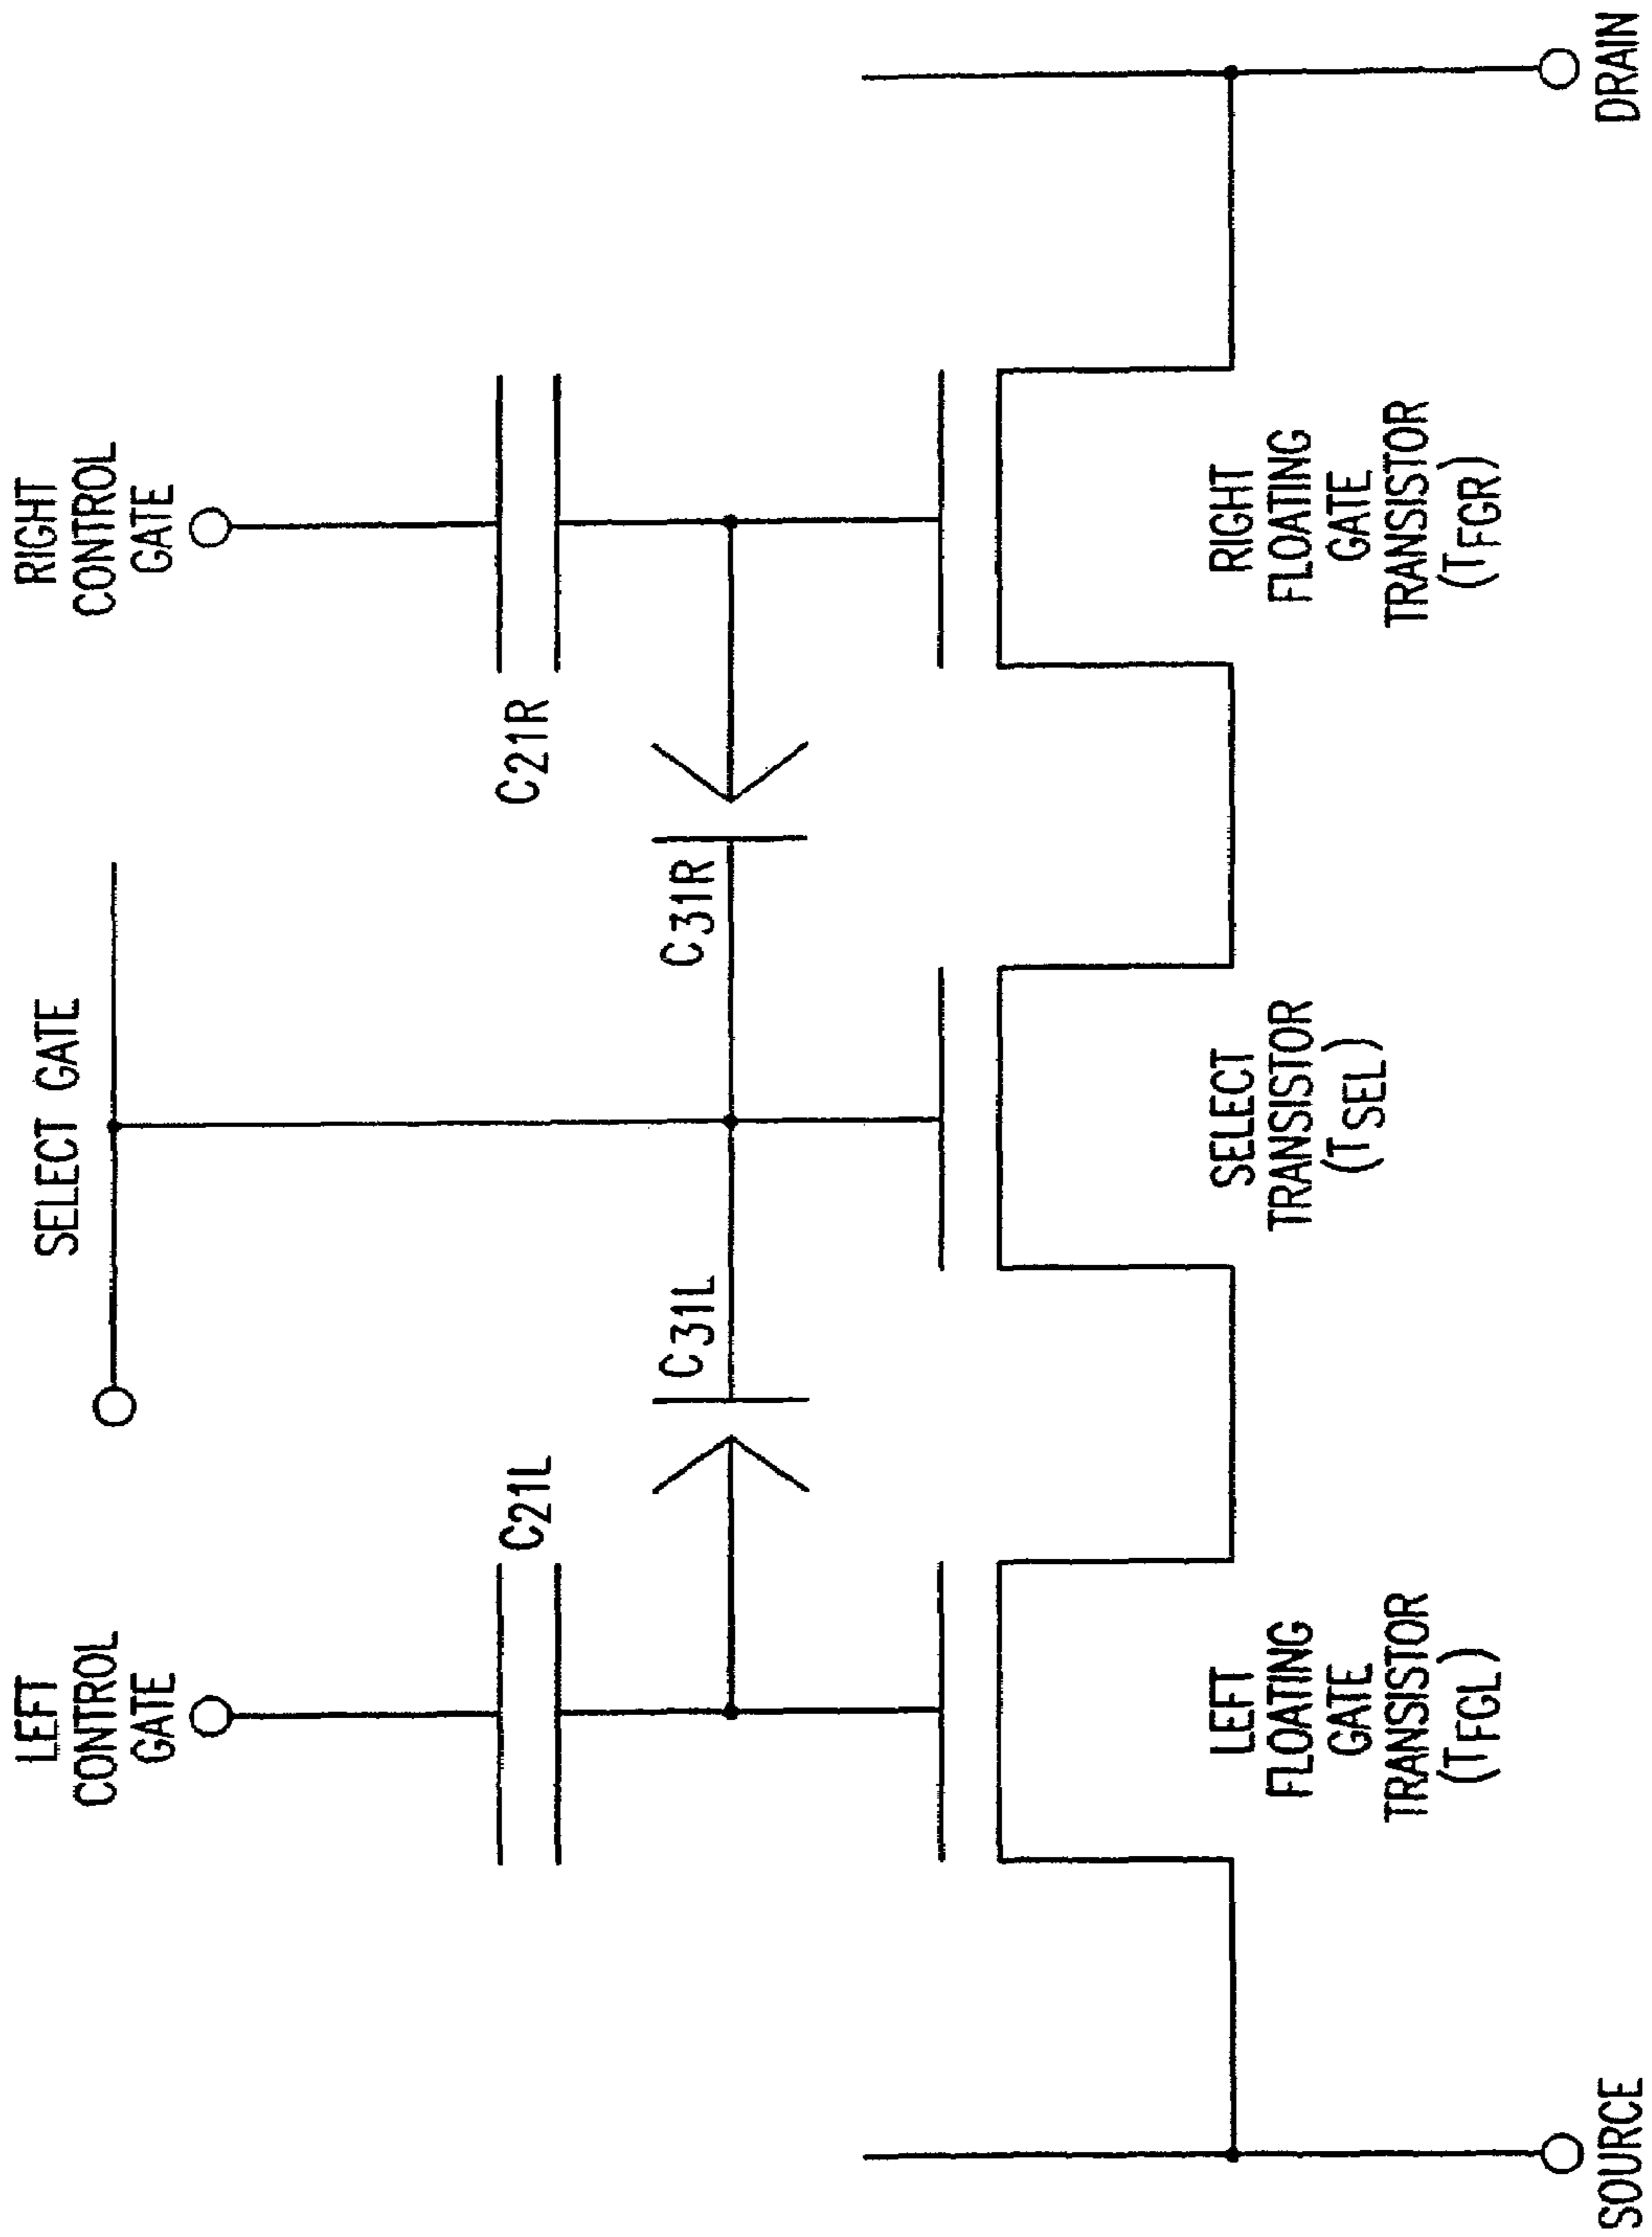 LEFT
CONTROL
GATE
SELECT GATE
RIGHT
CONTROL
GATE
C21L
C21R
C31L
C31R
LEFT
FLOATING
GATE
TRANSISTOR
(TFGL)
SELECT
TRANSISTOR
(TSEL)
RIGHT
FLOATING
GATE
TRANSISTOR
(TFGR)
SOURCE
DRAIN